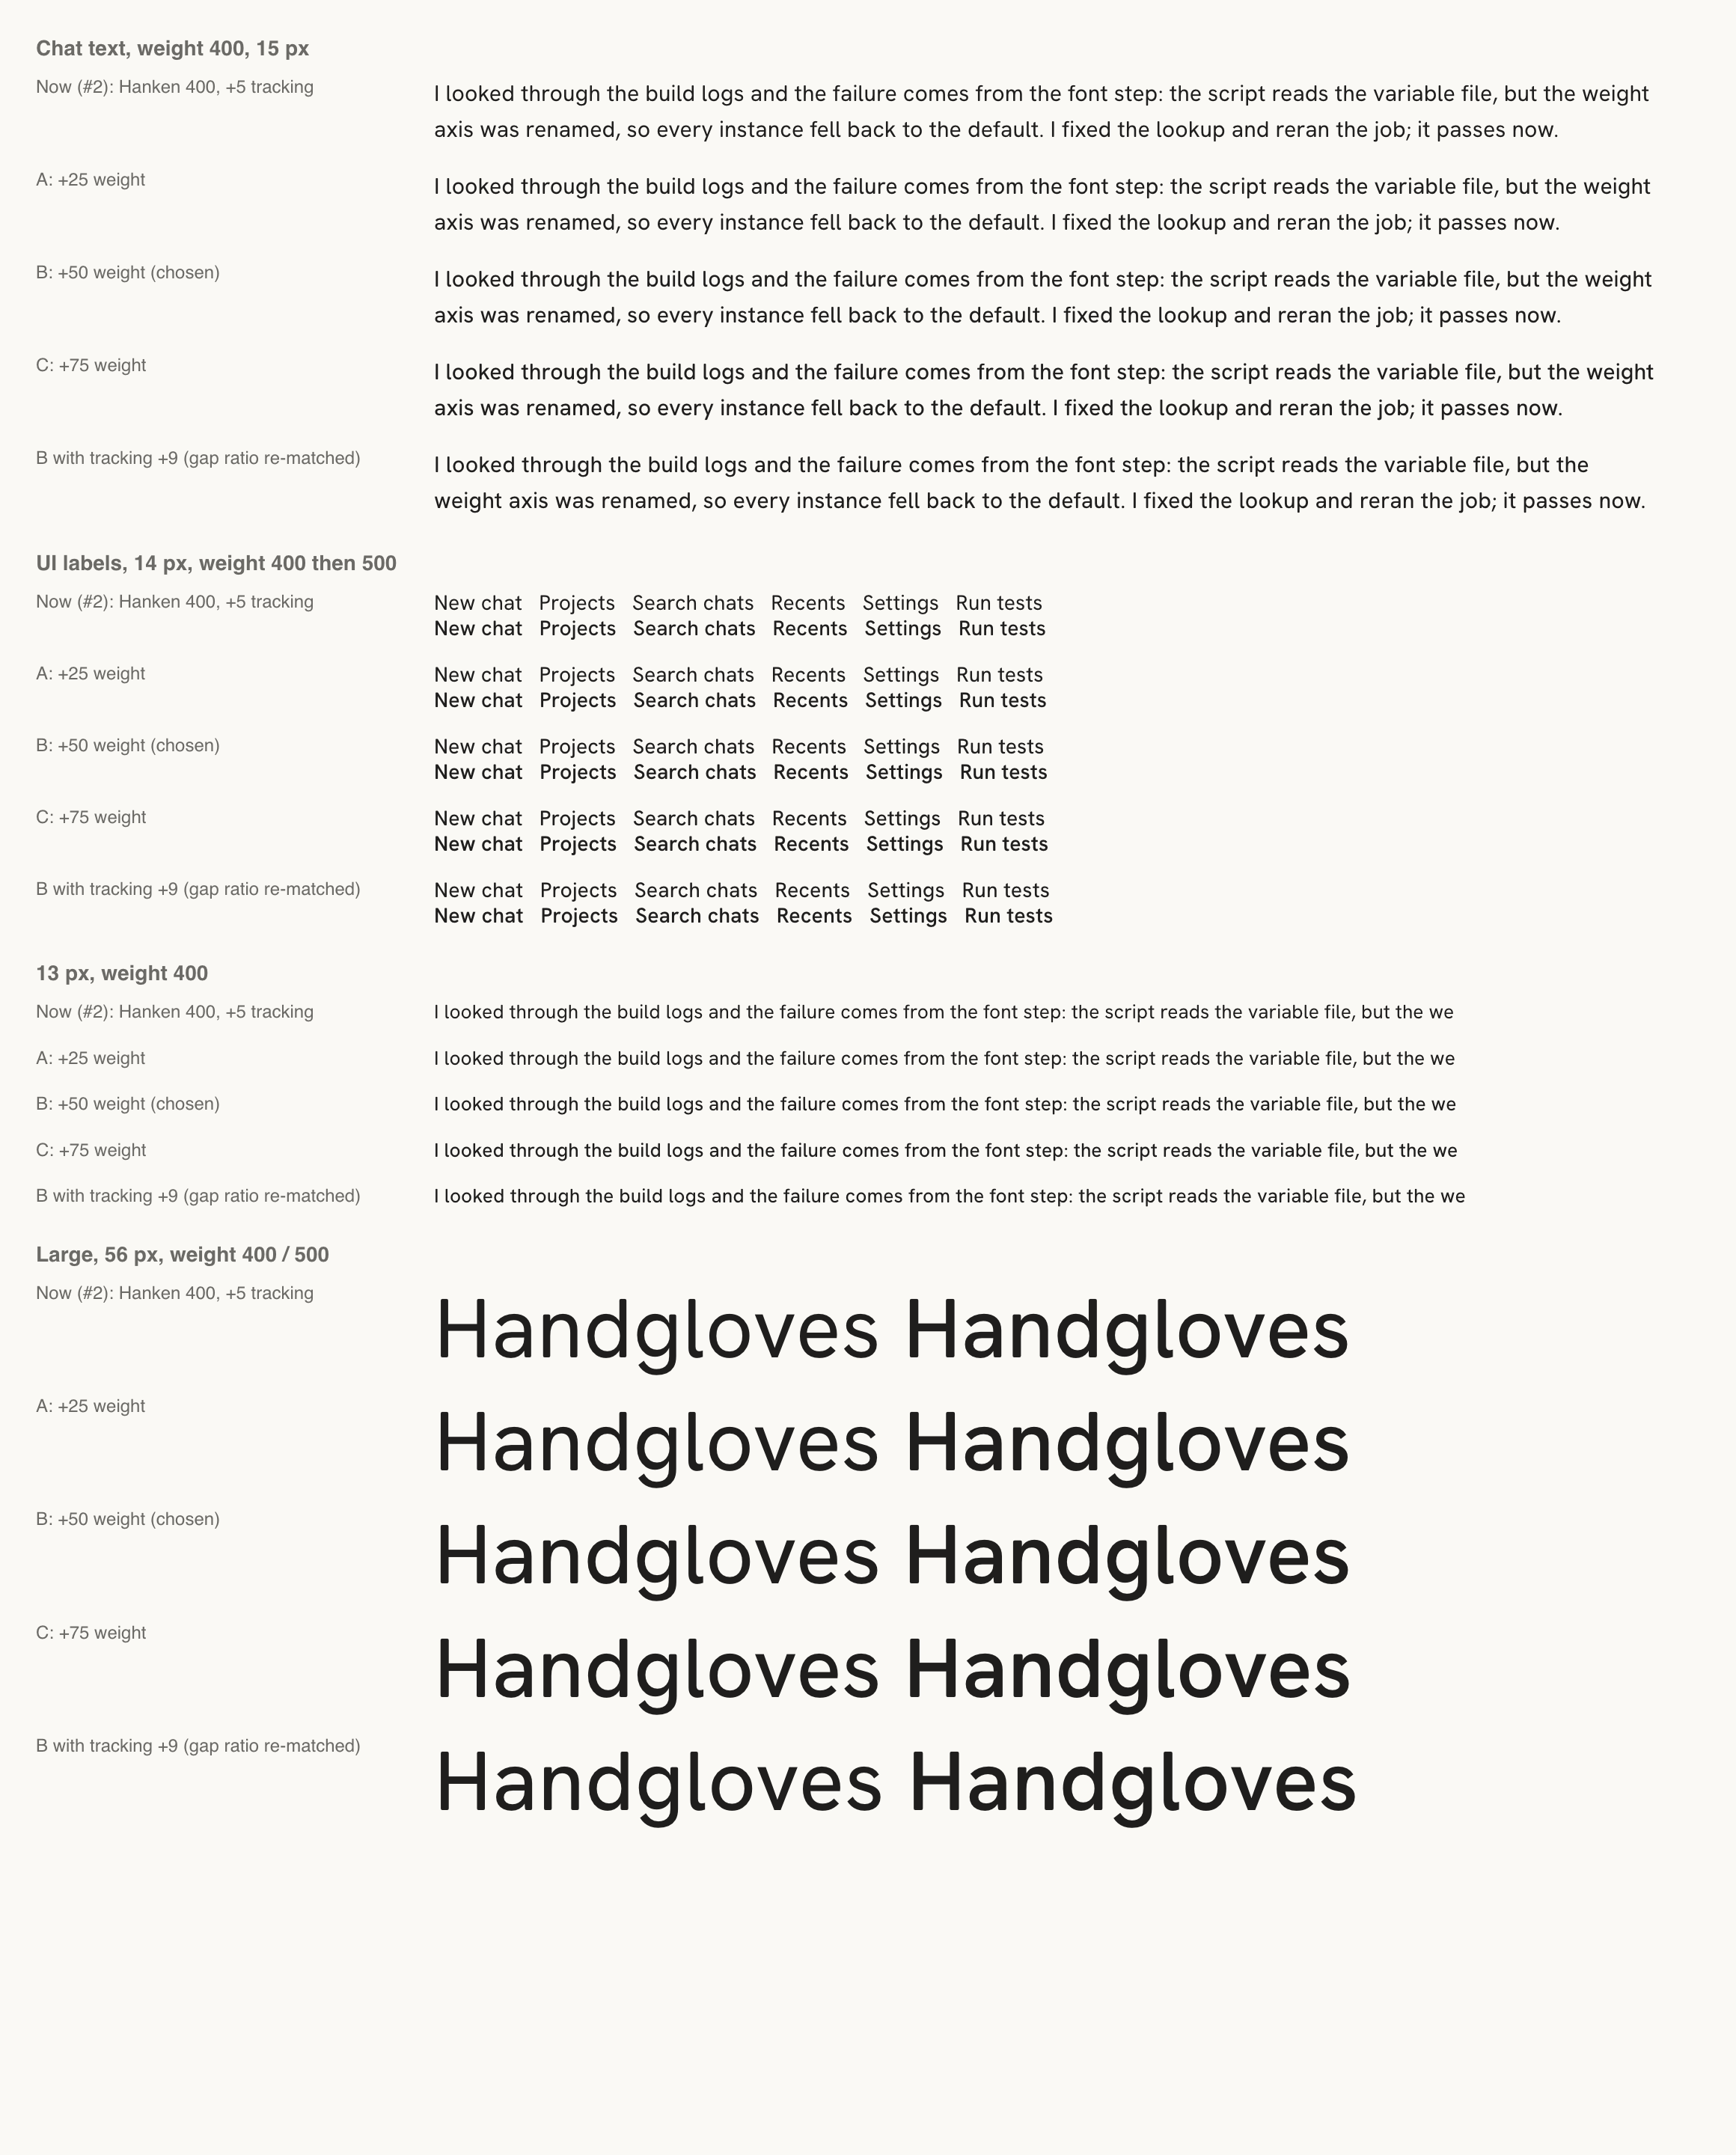 Chat text, weight 400, 15 px
Now (#2): Hanken 400, +5 tracking
I looked through the build logs and the failure comes from the font step: the script reads the variable file, but the weight
axis was renamed, so every instance fell back to the default. I fixed the lookup and reran the job; it passes now.
A: +25 weight
I looked through the build logs and the failure comes from the font step: the script reads the variable file, but the weight
axis was renamed, so every instance fell back to the default. I fixed the lookup and reran the job; it passes now.
B: +50 weight (chosen)
I looked through the build logs and the failure comes from the font step: the script reads the variable file, but the weight
axis was renamed, so every instance fell back to the default. I fixed the lookup and reran the job; it passes now.
C: +75 weight
I looked through the build logs and the failure comes from the font step: the script reads the variable file, but the weight
axis was renamed, so every instance fell back to the default. I fixed the lookup and reran the job; it passes now.
B with tracking +9 (gap ratio re-matched)
I looked through the build logs and the failure comes from the font step: the script reads the variable file, but the
weight axis was renamed, so every instance fell back to the default. I fixed the lookup and reran the job; it passes now.
UI labels, 14 px, weight 400 then 500
Now (#2): Hanken 400, +5 tracking
New chat Projects Search chats Recents Settings Run tests
New chat Projects Search chats Recents Settings Run tests
A: +25 weight
New chat Projects Search chats Recents Settings Run tests
New chat Projects Search chats Recents Settings Run tests
B: +50 weight (chosen)
New chat Projects Search chats Recents Settings Run tests
New chat Projects Search chats Recents Settings Run tests
C: +75 weight
New chat Projects Search chats Recents Settings Run tests
New chat Projects Search chats Recents Settings Run tests
B with tracking +9 (gap ratio re-matched)
New chat Projects Search chats Recents Settings Run tests
New chat Projects Search chats Recents Settings Run tests
13 px, weight 400
Now (#2): Hanken 400, +5 tracking
I looked through the build logs and the failure comes from the font step: the script reads the variable file, but the we
A: +25 weight
I looked through the build logs and the failure comes from the font step: the script reads the variable file, but the we
B: +50 weight (chosen)
I looked through the build logs and the failure comes from the font step: the script reads the variable file, but the we
C: +75 weight
I looked through the build logs and the failure comes from the font step: the script reads the variable file, but the we
B with tracking +9 (gap ratio re-matched)
I looked through the build logs and the failure comes from the font step: the script reads the variable file, but the we
Large, 56 px, weight 400 / 500
Now (#2): Hanken 400, +5 tracking
Handgloves Handgloves
A: +25 weight
Handgloves Handgloves
B: +50 weight (chosen)
Handgloves Handgloves
C: +75 weight
Handgloves Handgloves
B with tracking +9 (gap ratio re-matched)
Handgloves Handgloves